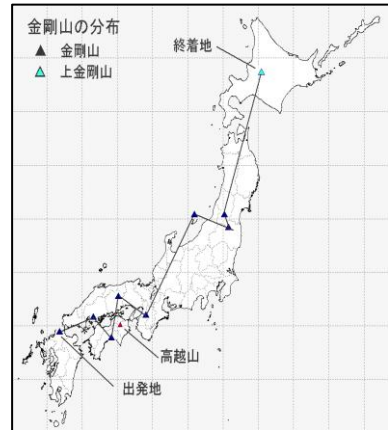 金剛山の分布
金剛山
上金剛山
終着地
高越山
出発地